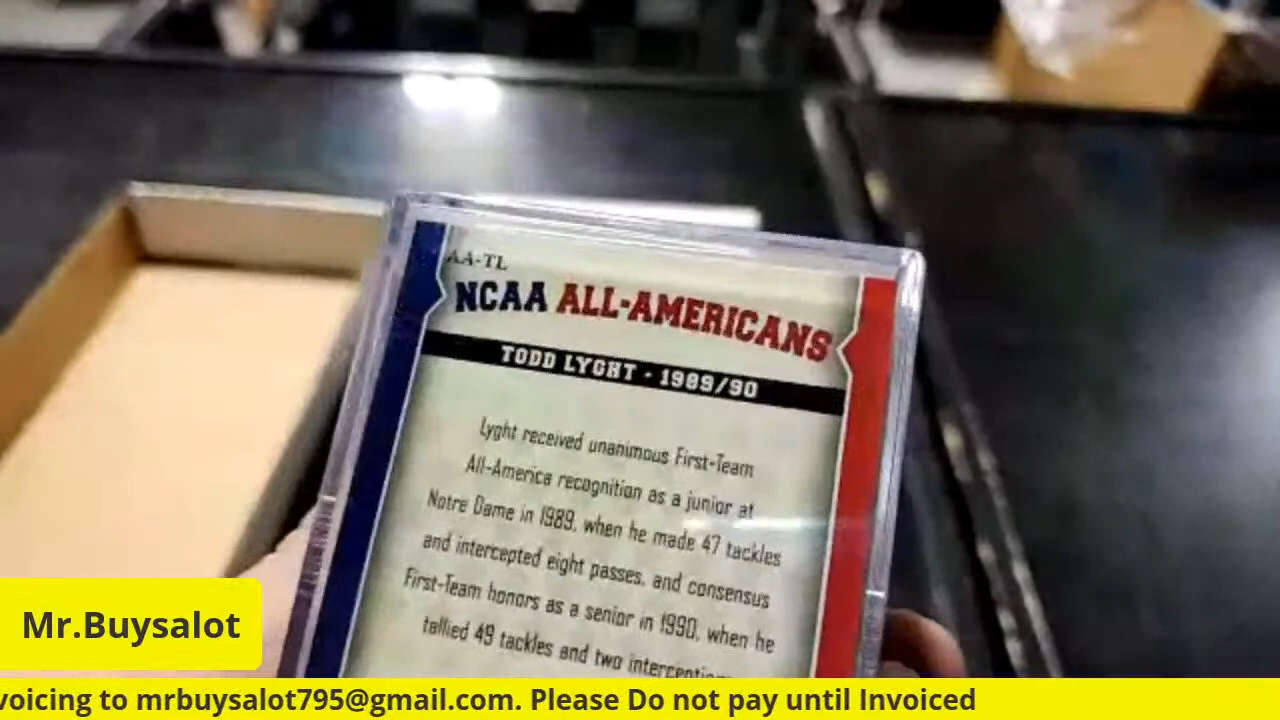 AA-TL
NCAA ALL-AMERICANS
TODD LYGHT - 1989/90
Lyght received unanimous First-Team
All-America recognition as a junior at
Notre Dame in 1989, when he made 47 tackles
and intercepted eight passes, and consensus
First-Team honors as a senior in 1990, when he
tallied 49 tackles and two interceptions
Mr.Buysalot
voicing to mrbuysalot795@gmail.com. Please Do not pay until Invoiced